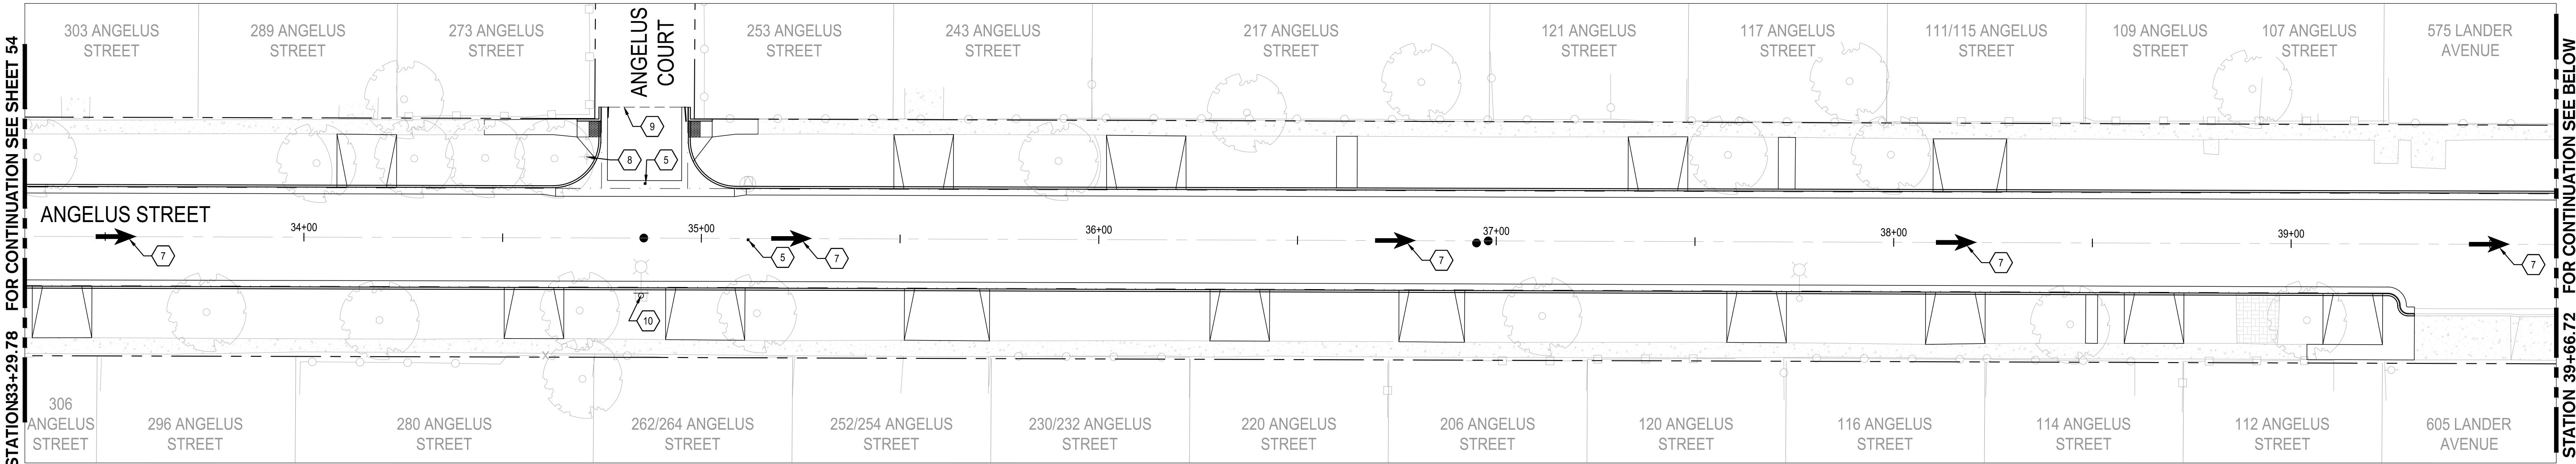 STATION33+29.78 FOR CONTINUATION SEE SHEET 54
303 ANGELUS
STREET
289 ANGELUS
STREET
273 ANGELUS
STREET
ANGELUS
COURT
253 ANGELUS
STREET
243 ANGELUS
STREET
217 ANGELUS
STREET
121 ANGELUS
STREET
117 ANGELUS
STREET
111/115 ANGELUS
STREET
109 ANGELUS
STREET
107 ANGELUS
STREET
575 LANDER
AVENUE
9
8
5
ANGELUS STREET
34+00
35+00
36+00
37+00
38+00
39+00
7
5
7
7
7
7
10
306
ANGELUS
STREET
296 ANGELUS
STREET
280 ANGELUS
STREET
262/264 ANGELUS
STREET
252/254 ANGELUS
STREET
230/232 ANGELUS
STREET
220 ANGELUS
STREET
206 ANGELUS
STREET
120 ANGELUS
STREET
116 ANGELUS
STREET
114 ANGELUS
STREET
112 ANGELUS
STREET
605 LANDER
AVENUE
STATION 39+66.72 FOR CONTINUATION SEE BELOW